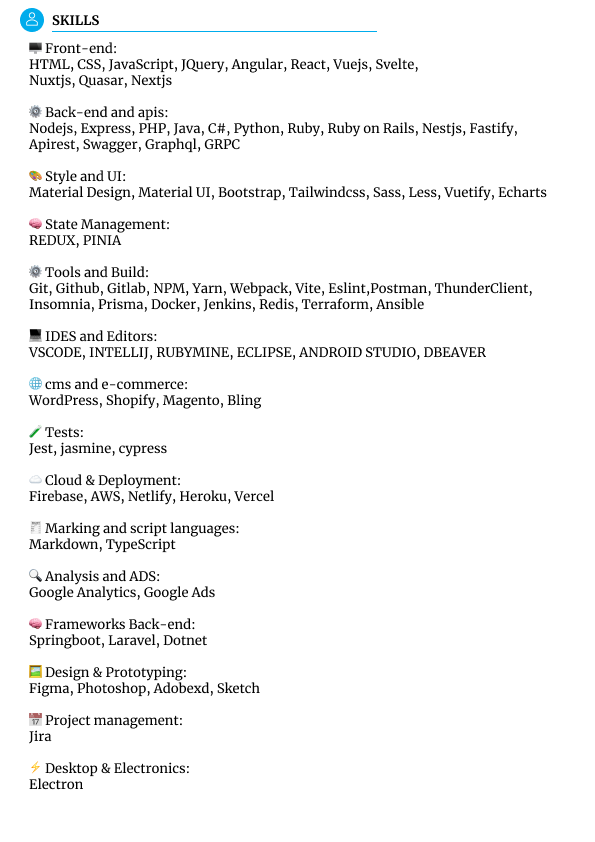 SKILLS
🖥️ Front-end:
HTML, CSS, JavaScript, JQuery, Angular, React, Vuejs, Svelte,
Nuxtjs, Quasar, Nextjs
⚙️ Back-end and apis:
Nodejs, Express, PHP, Java, C#, Python, Ruby, Ruby on Rails, Nestjs, Fastify,
Apirest, Swagger, Graphql, GRPC
🎨 Style and UI:
Material Design, Material UI, Bootstrap, Tailwindcss, Sass, Less, Vuetify, Echarts
🧠 State Management:
REDUX, PINIA
⚙️ Tools and Build:
Git, Github, Gitlab, NPM, Yarn, Webpack, Vite, Eslint,Postman, ThunderClient,
Insomnia, Prisma, Docker, Jenkins, Redis, Terraform, Ansible
💻 IDES and Editors:
VSCODE, INTELLIJ, RUBYMINE, ECLIPSE, ANDROID STUDIO, DBEAVER
🌐 cms and e-commerce:
WordPress, Shopify, Magento, Bling
🧪 Tests:
Jest, jasmine, cypress
☁️ Cloud & Deployment:
Firebase, AWS, Netlify, Heroku, Vercel
🧾 Marking and script languages:
Markdown, TypeScript
🔍 Analysis and ADS:
Google Analytics, Google Ads
🧠 Frameworks Back-end:
Springboot, Laravel, Dotnet
🖼️ Design & Prototyping:
Figma, Photoshop, Adobexd, Sketch
📅 Project management:
Jira
⚡ Desktop & Electronics:
Electron